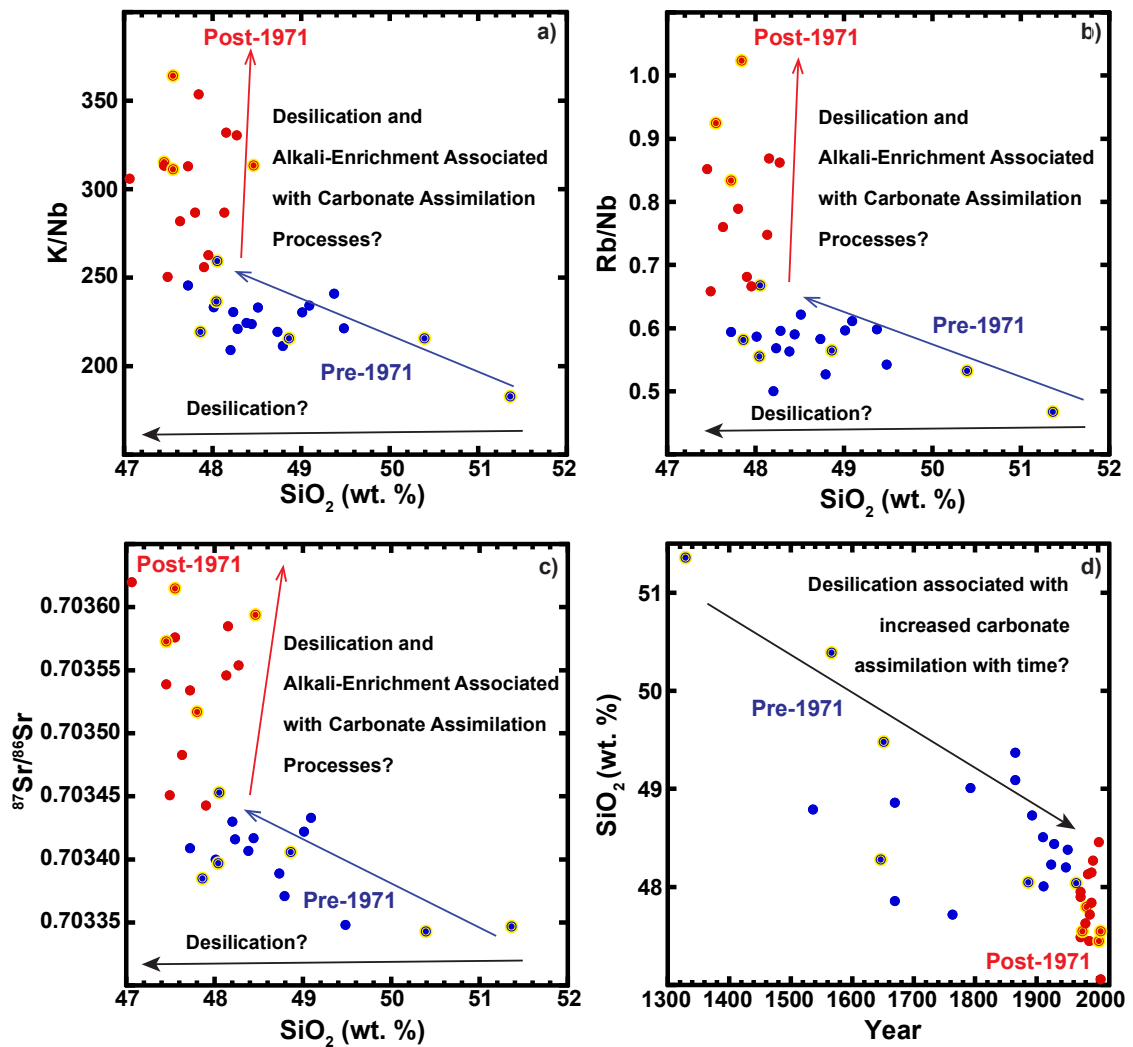 a)
Post-1971
Desilication and
Alkali-Enrichment Associated
with Carbonate Assimilation
Processes?
Pre-1971
Desilication?
K/Nb
350
300
250
200
47 48 49 50 51 52
SiO2 (wt. %)
b)
Post-1971
Desilication and
Alkali-Enrichment Associated
with Carbonate Assimilation
Processes?
Pre-1971
Desilication?
Rb/Nb
1.0
0.9
0.8
0.7
0.6
0.5
47 48 49 50 51 52
SiO2 (wt. %)
c)
Post-1971
Desilication and
Alkali-Enrichment Associated
with Carbonate Assimilation
Processes?
Pre-1971
Desilication?
87Sr/86Sr
0.70360
0.70355
0.70350
0.70345
0.70340
0.70335
47 48 49 50 51 52
SiO2 (wt. %)
d)
Desilication associated with
increased carbonate
assimilation with time?
Pre-1971
Post-1971
SiO2 (wt. %)
51
50
49
48
1300 1400 1500 1600 1700 1800 1900 2000
Year